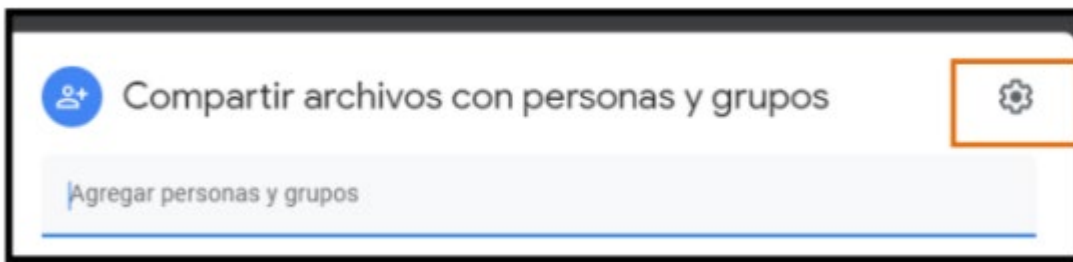 Compartir archivos con personas y grupos
Agregar personas y grupos